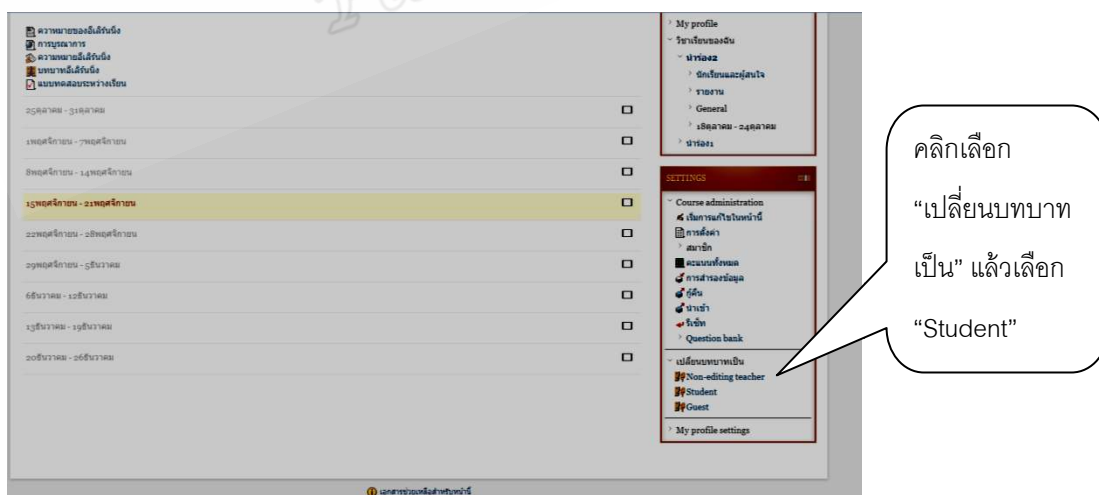 ความหมายของอีเลิร์นนิ่ง
การบูรณาการ
ความหมายอีเลิร์นนิ่ง
บทบาทอีเลิร์นนิ่ง
แบบทดสอบระหว่างเรียน
25ตุลาคม - 31ตุลาคม
1พฤศจิกายน - 7พฤศจิกายน
8พฤศจิกายน - 14พฤศจิกายน
15พฤศจิกายน - 21พฤศจิกายน
22พฤศจิกายน - 28พฤศจิกายน
29พฤศจิกายน - 5ธันวาคม
6ธันวาคม - 12ธันวาคม
13ธันวาคม - 19ธันวาคม
20ธันวาคม - 26ธันวาคม
My profile
วิชาเรียนของฉัน
นำร่อง2
นักเรียนและผู้สนใจ
รายงาน
General
18ตุลาคม - 24ตุลาคม
นำร่อง1
SETTINGS
Course administration
เริ่มการแก้ไขในหน้านี้
การตั้งค่า
สมาชิก
คะแนนทั้งหมด
การสำรองข้อมูล
กู้คืน
นำเข้า
รีเซ็ท
Question bank
เปลี่ยนบทบาทเป็น
Non-editing teacher
Student
Guest
My profile settings
คลิกเลือก
“เปลี่ยนบทบาท
เป็น” แล้วเลือก
“Student”
เอกสารช่วยเหลือสำหรับหน้านี้